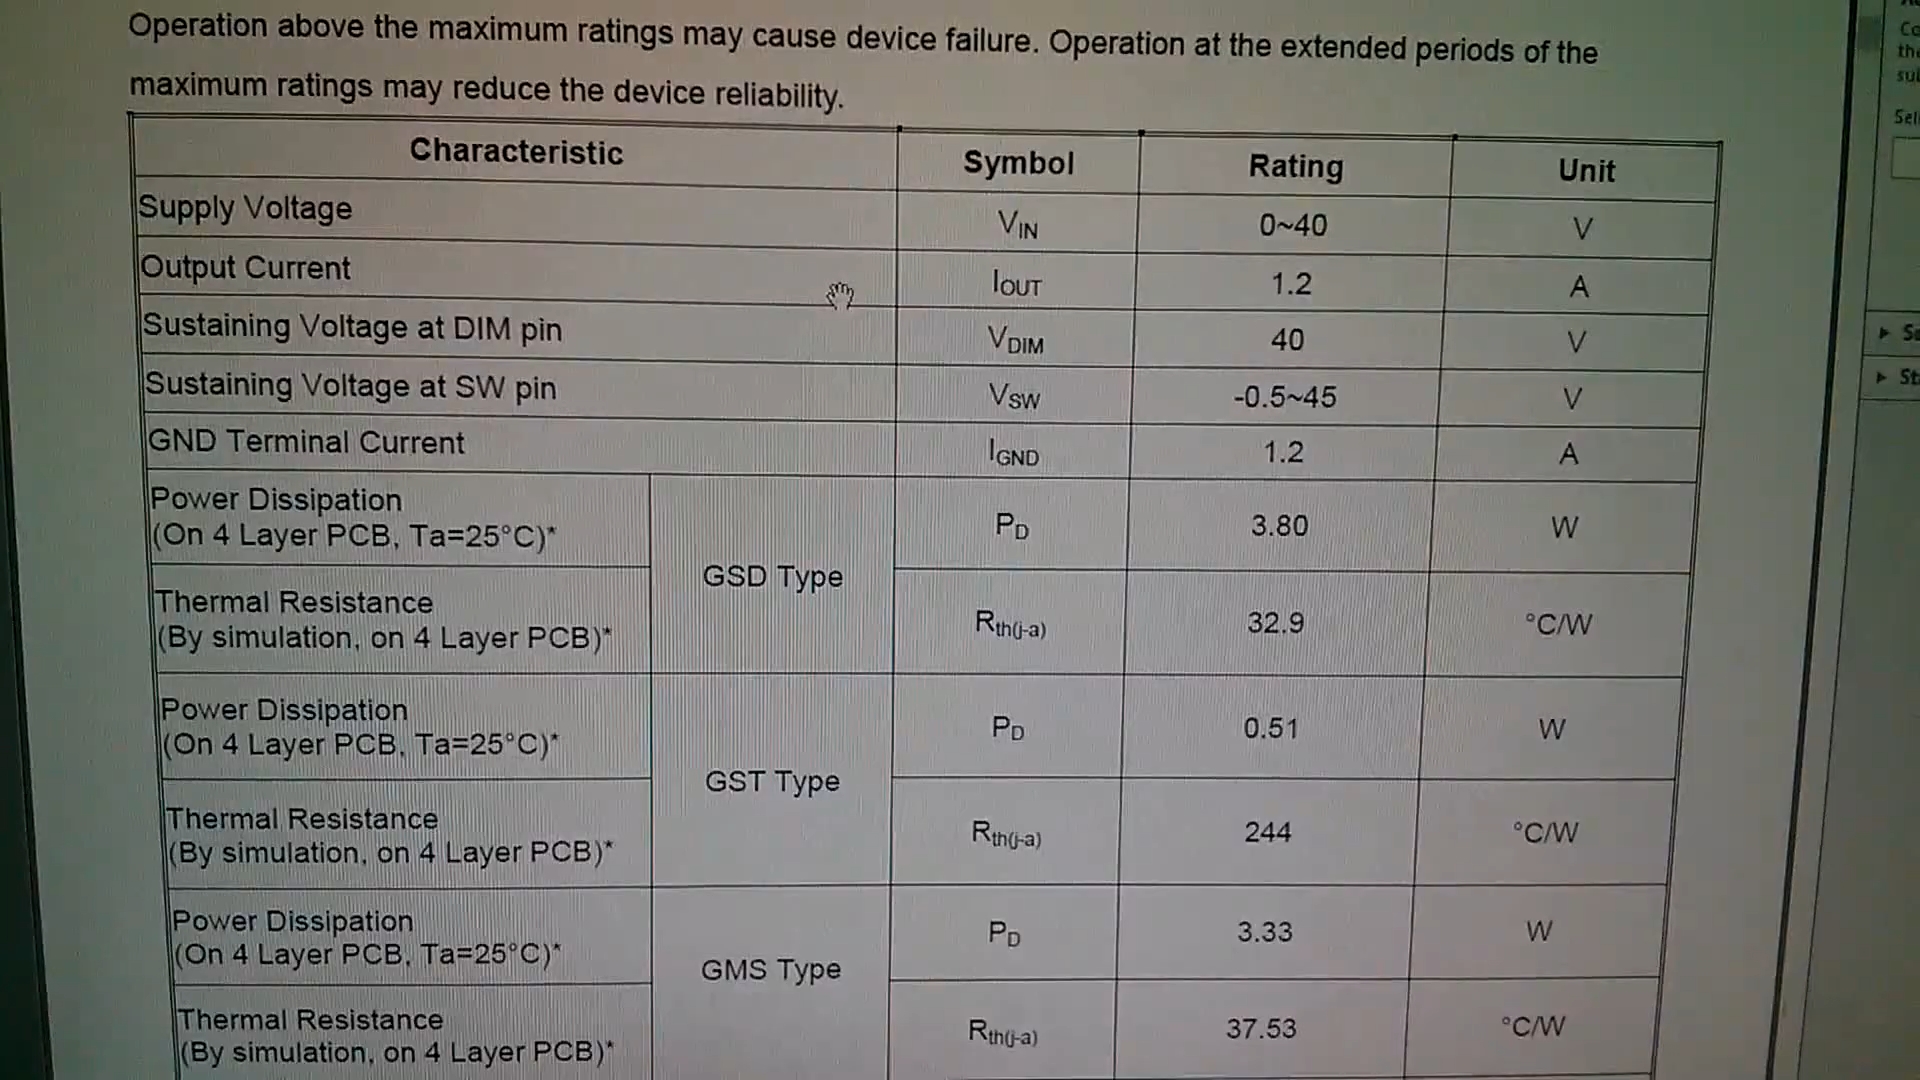 Operation above the maximum ratings may cause device failure. Operation at the extended periods of the
maximum ratings may reduce the device reliability.
Characteristic Symbol Rating Unit
Supply Voltage VIN 0~40 V
Output Current IOUT 1.2 A
Sustaining Voltage at DIM pin VDIM 40 V
Sustaining Voltage at SW pin VSW -0.5~45 V
GND Terminal Current IGND 1.2 A
Power Dissipation
(On 4 Layer PCB, Ta=25°C)* PD 3.80 W
GSD Type
Thermal Resistance
(By simulation, on 4 Layer PCB)* Rth(j-a) 32.9 °C/W
Power Dissipation
(On 4 Layer PCB, Ta=25°C)* PD 0.51 W
GST Type
Thermal Resistance
(By simulation, on 4 Layer PCB)* Rth(j-a) 244 °C/W
Power Dissipation
(On 4 Layer PCB, Ta=25°C)* PD 3.33 W
GMS Type
Thermal Resistance
(By simulation, on 4 Layer PCB)* Rth(j-a) 37.53 °C/W